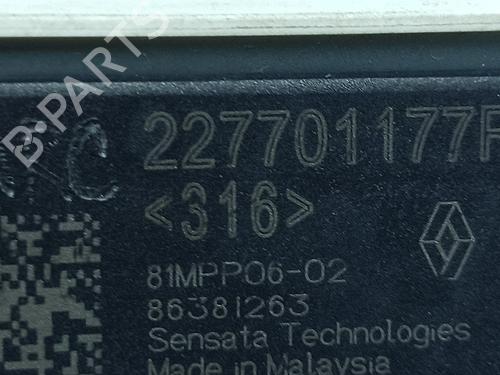 B-PARTS
227701177R
<316>
81MPP06-02
86381263
Sensata Technologies
Made in Malaysia